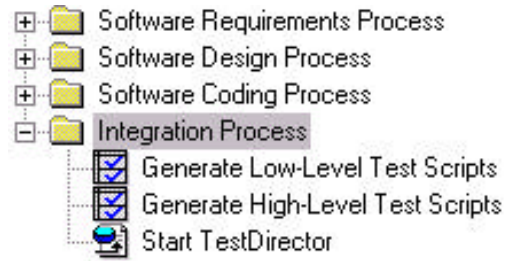 Software Requirements Process
Software Design Process
Software Coding Process
Integration Process
Generate Low-Level Test Scripts
Generate High-Level Test Scripts
Start TestDirector